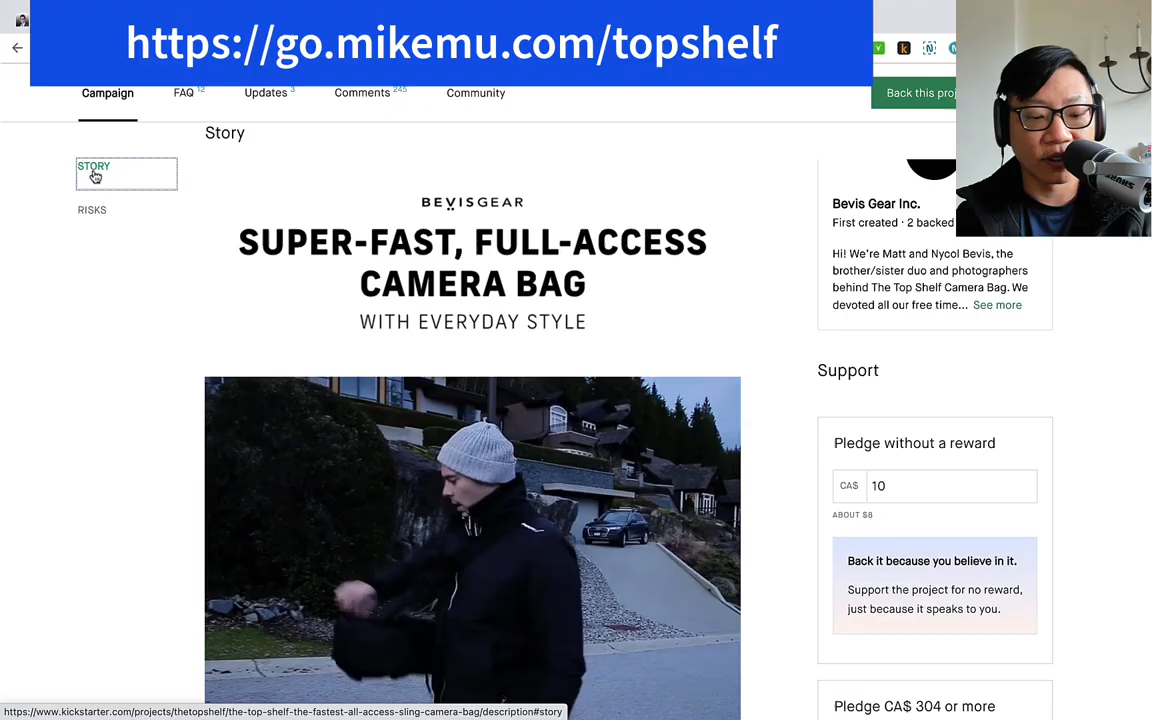 https://go.mikemu.com/topshelf
Campaign
FAQ 12
Updates 3
Comments 245
Community
Back this proj
Story
STORY
RISKS
BEVISGEAR
SUPER-FAST, FULL-ACCESS
CAMERA BAG
WITH EVERYDAY STYLE
Bevis Gear Inc.
First created · 2 backed
Hi! We're Matt and Nycol Bevis, the
brother/sister duo and photographers
behind The Top Shelf Camera Bag. We
devoted all our free time... See more
Support
Pledge without a reward
CA$ 10
ABOUT $8
Back it because you believe in it.
Support the project for no reward,
just because it speaks to you.
Pledge CA$ 304 or more
https://www.kickstarter.com/projects/thetopshelf/the-top-shelf-the-fastest-all-access-sling-camera-bag/description#story